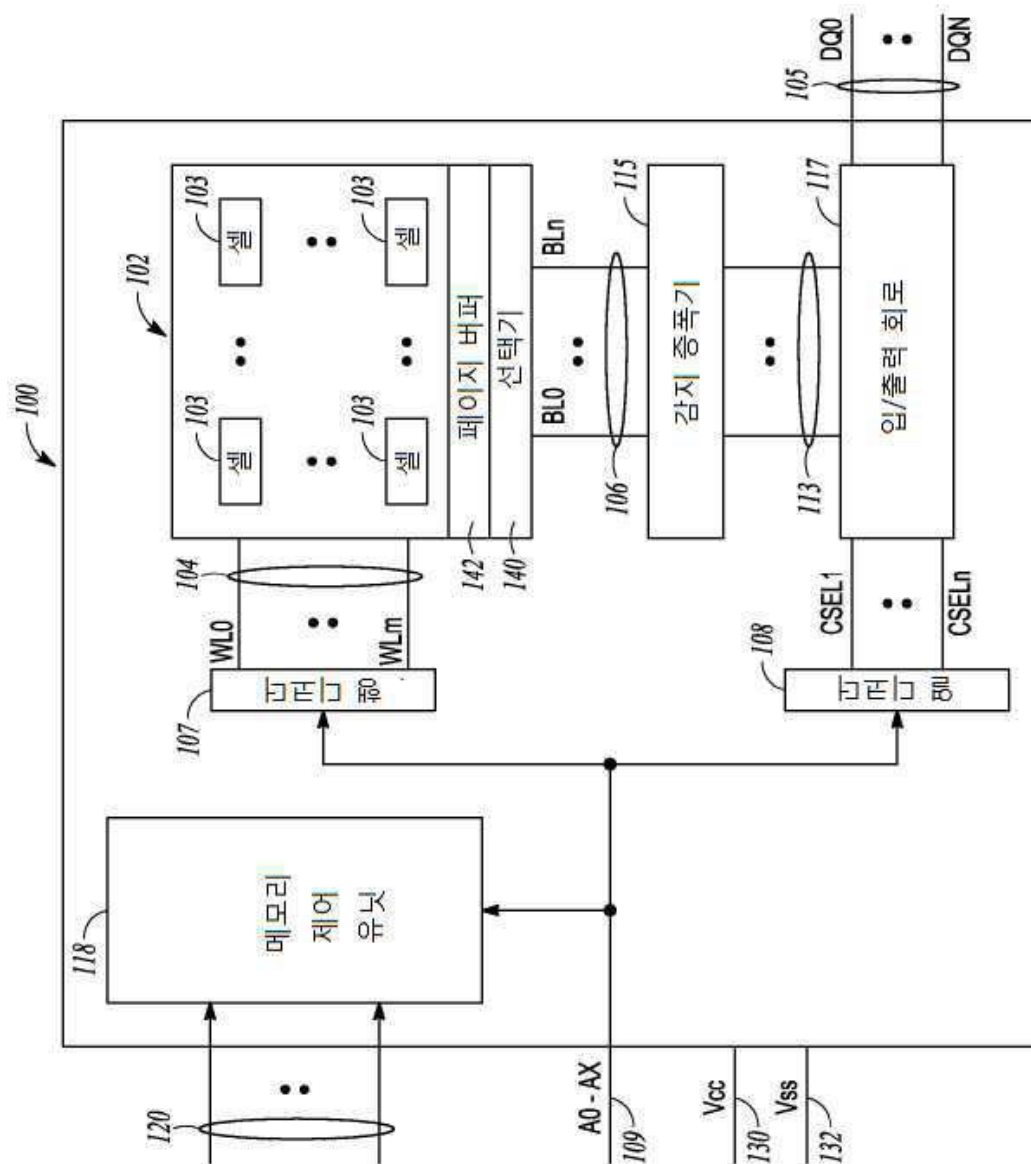 100
120
118
메모리
제어
유닛
107
행 디코더
WL0
WLm
104
102
103
셀
103
셀
103
셀
103
셀
페이지 버퍼
142
선택기
140
BL0
BLn
106
감지 증폭기
115
113
A0 - AX
109
Vcc
130
Vss
132
108
열 디코더
CSEL1
CSELn
입/출력 회로
117
105
DQ0
DQN